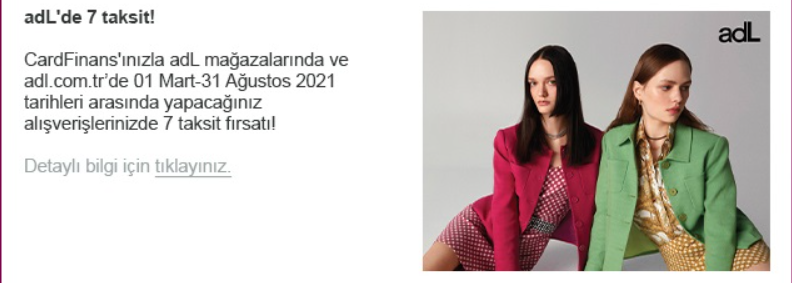 adL'de 7 taksit!
CardFinans'ınızla adL mağazalarında ve
adl.com.tr’de 01 Mart-31 Ağustos 2021
tarihleri arasında yapacağınız
alışverişlerinizde 7 taksit fırsatı!
Detaylı bilgi için tıklayınız.
adL